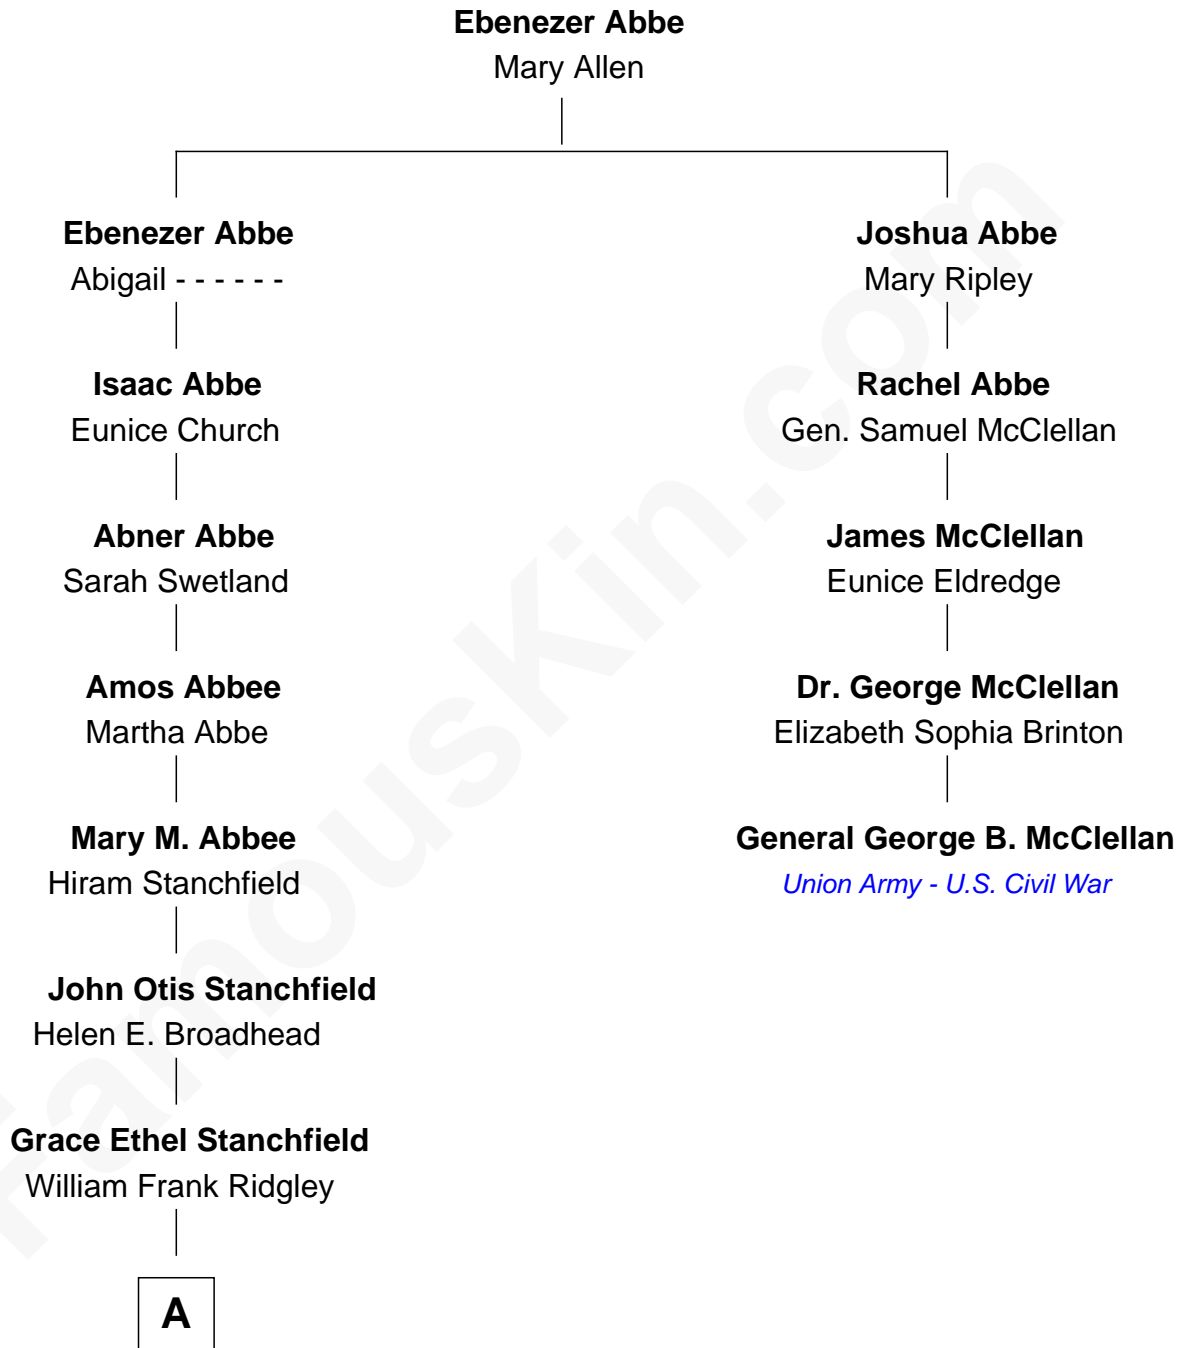 Ebenezer Abbe
Mary Allen
Ebenezer Abbe
Abigail - - - - - -
Isaac Abbe
Eunice Church
Abner Abbe
Sarah Swetland
Amos Abbee
Martha Abbe
Mary M. Abbee
Hiram Stanchfield
John Otis Stanchfield
Helen E. Broadhead
Grace Ethel Stanchfield
William Frank Ridgley
A
Joshua Abbe
Mary Ripley
Rachel Abbe
Gen. Samuel McClellan
James McClellan
Eunice Eldredge
Dr. George McClellan
Elizabeth Sophia Brinton
General George B. McClellan
Union Army - U.S. Civil War
FamousKin.com